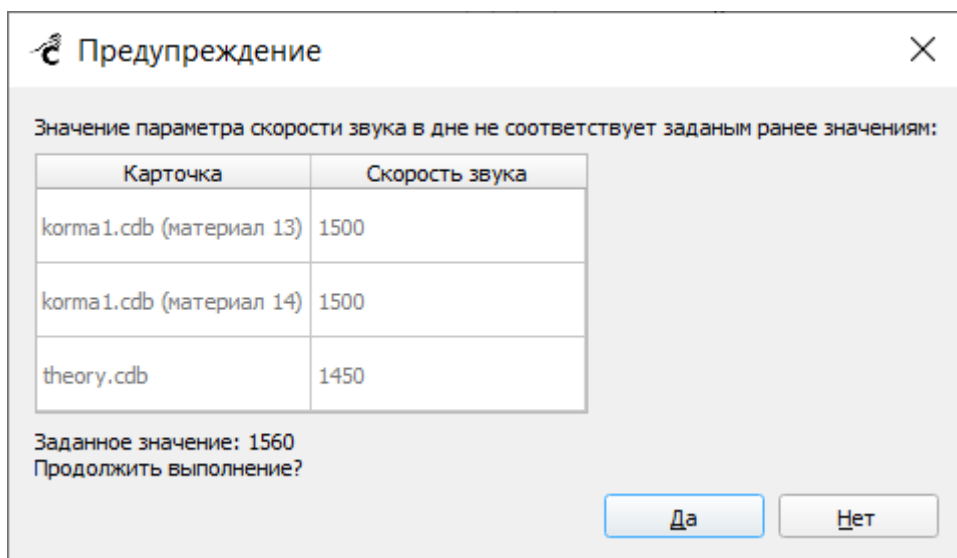 Предупреждение
Значение параметра скорости звука в дне не соответствует заданым ранее значениям:
Карточка Скорость звука
korma1.cdb (материал 13) 1500
korma1.cdb (материал 14) 1500
theory.cdb 1450
Заданное значение: 1560
Продолжить выполнение?
Да Нет